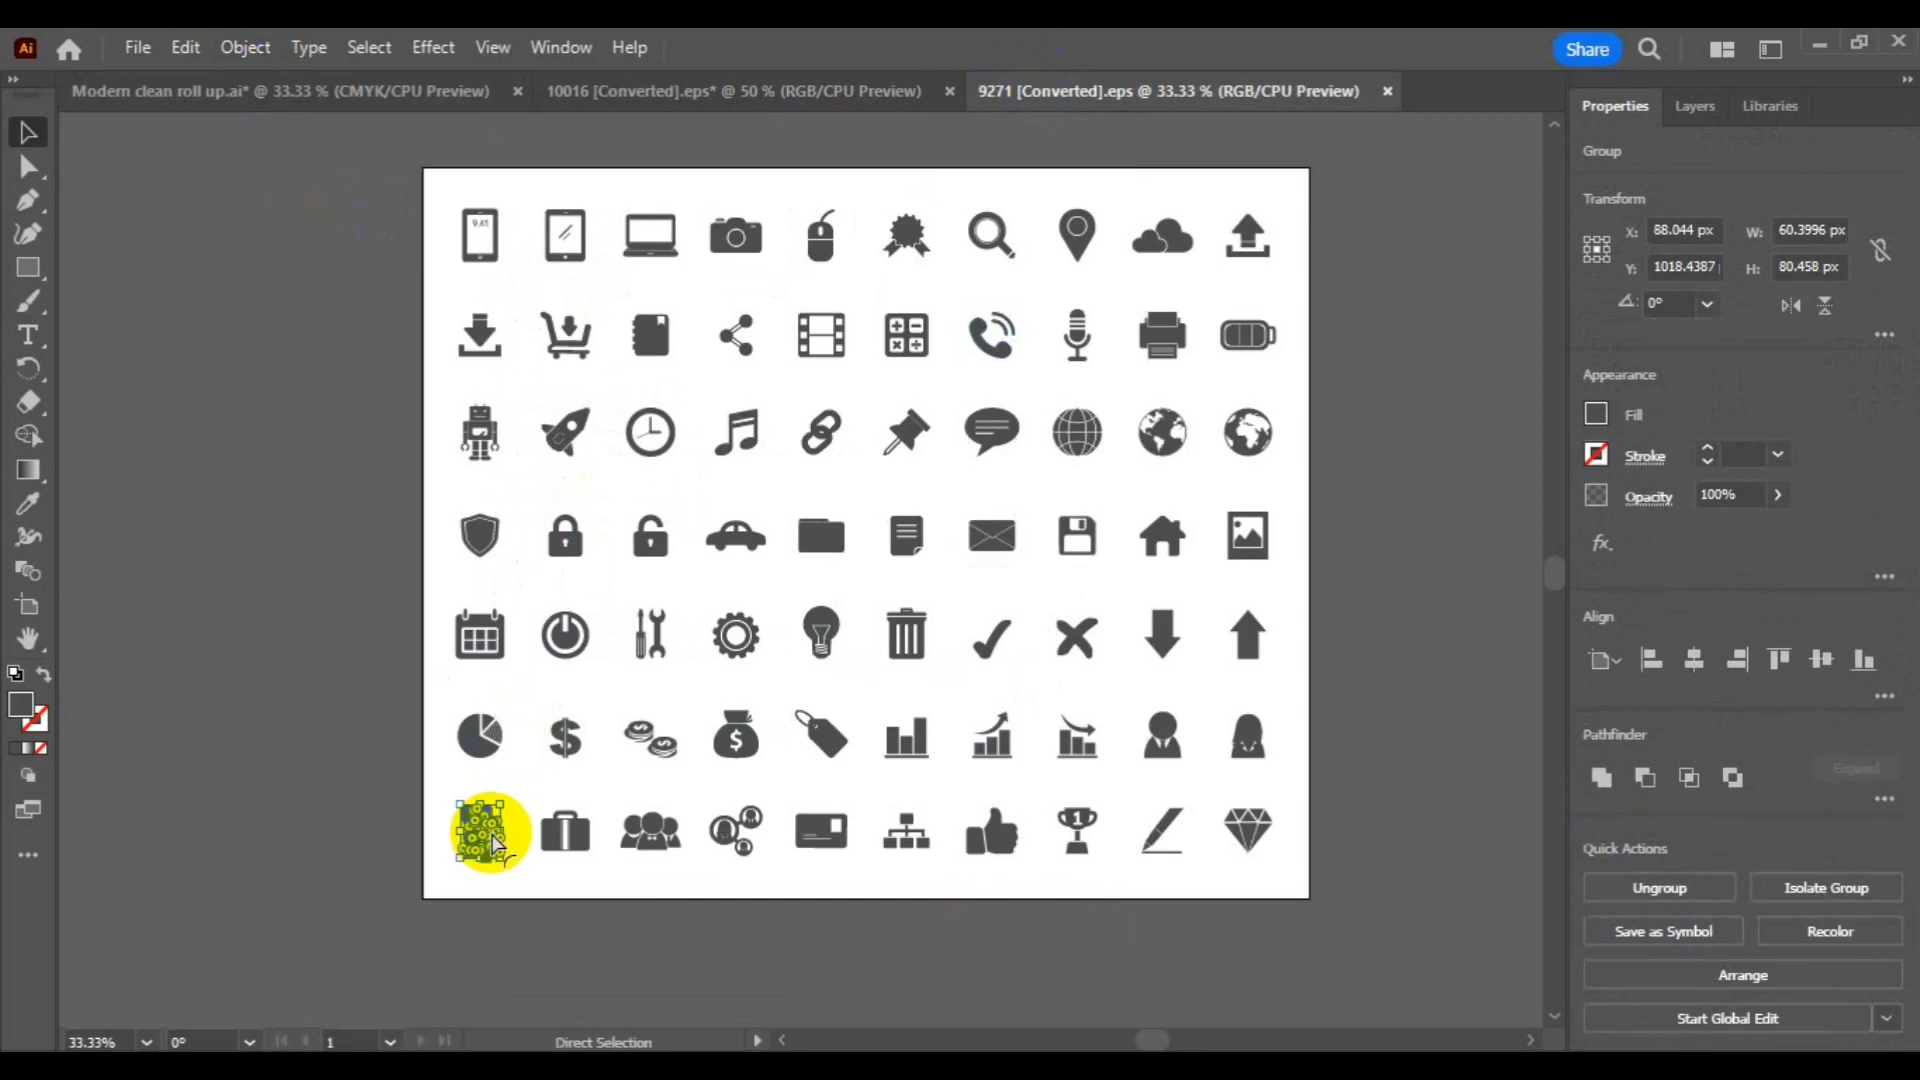 Ai File Edit Object Type Select Effect View Window Help Share
Modern clean roll up.ai* @ 33.33 % (CMYK/CPU Preview) × 10016 [Converted].eps* @ 50 % (RGB/CPU Preview) × 9271 [Converted].eps @ 33.33 % (RGB/CPU Preview) ×
Properties Layers Libraries
Group
Transform
X: 88.044 px W: 60.3996 px
Y: 1018.4387 H: 80.458 px
0°
Appearance
Fill
Stroke
Opacity 100%
fx.
Align
Pathfinder
Expand
Quick Actions
Ungroup Isolate Group
Save as Symbol Recolor
Arrange
Start Global Edit
9:41
$
$
1
33.33% 0° 1 Direct Selection